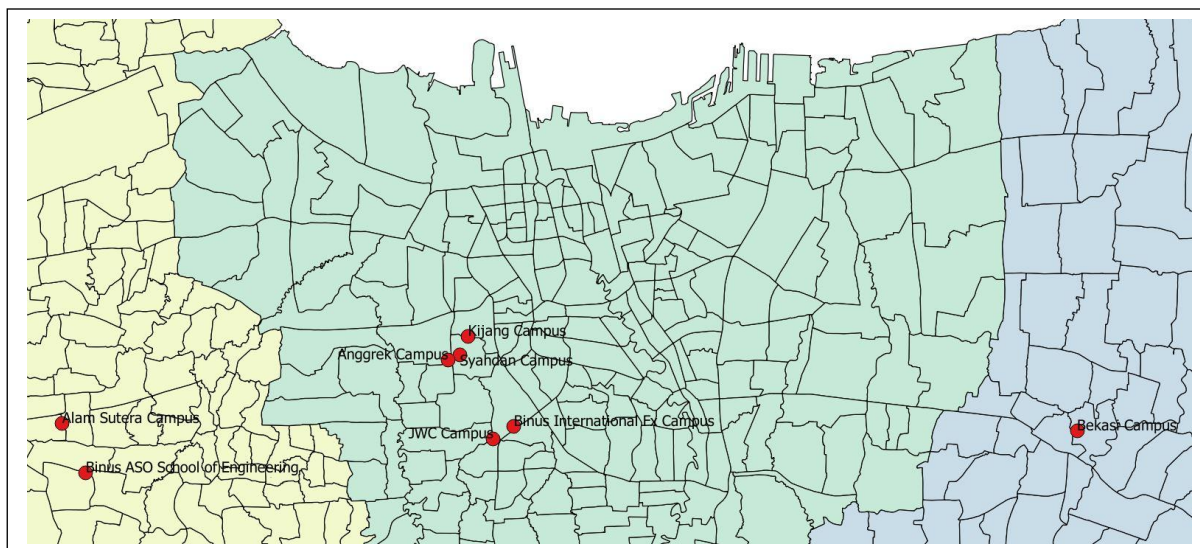 Kijang Campus
Anggrek Campus
Syahdan Campus
Alam Sutera Campus
Binus International Ex Campus
JWC Campus
Bekasi Campus
Binus ASO School of Engineering